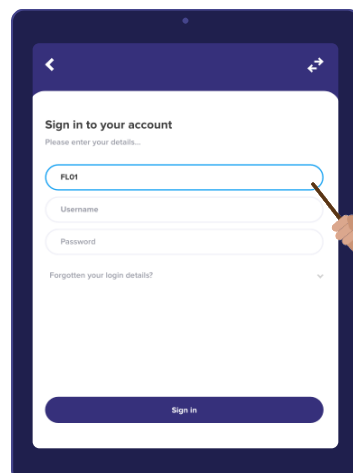 Sign in to your account
Please enter your details...
FL01
Username
Password
Forgotten your login details?
Sign in